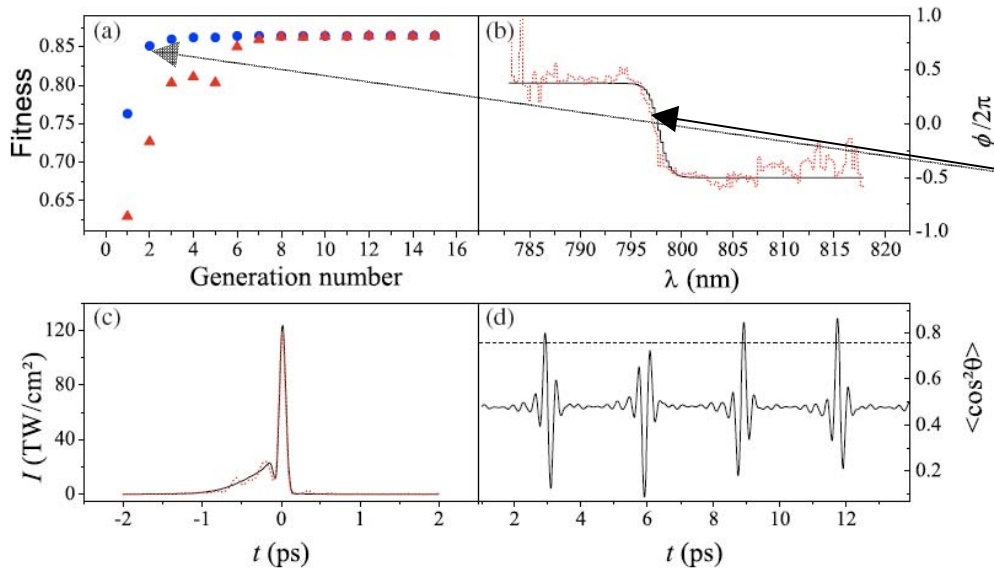 (a)
0.85
0.80
0.75
0.70
0.65
Fitness
0 2 4 6 8 10 12 14 16
Generation number
(b)
1.0
0.5
0.0
-0.5
-1.0
ϕ/2π
785 790 795 800 805 810 815 820
λ (nm)
(c)
120
80
40
0
I (TW/cm²)
-2 -1 0 1 2
t (ps)
(d)
0.8
0.6
0.4
0.2
<cos²θ>
2 4 6 8 10 12
t (ps)